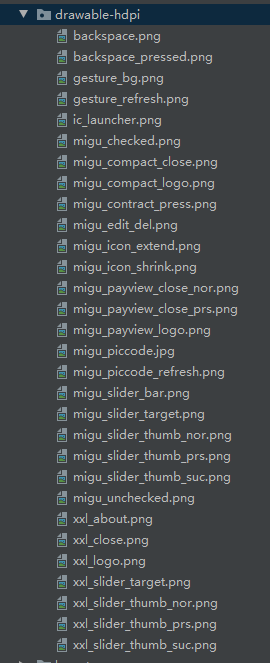 drawable-hdpi
backspace.png
backspace_pressed.png
gesture_bg.png
gesture_refresh.png
ic_launcher.png
migu_checked.png
migu_compact_close.png
migu_compact_logo.png
migu_contract_press.png
migu_edit_del.png
migu_icon_extend.png
migu_icon_shrink.png
migu_payview_close_nor.png
migu_payview_close_prs.png
migu_payview_logo.png
migu_piccode.jpg
migu_piccode_refresh.png
migu_slider_bar.png
migu_slider_target.png
migu_slider_thumb_nor.png
migu_slider_thumb_prs.png
migu_slider_thumb_suc.png
migu_unchecked.png
xxl_about.png
xxl_close.png
xxl_logo.png
xxl_slider_target.png
xxl_slider_thumb_nor.png
xxl_slider_thumb_prs.png
xxl_slider_thumb_suc.png